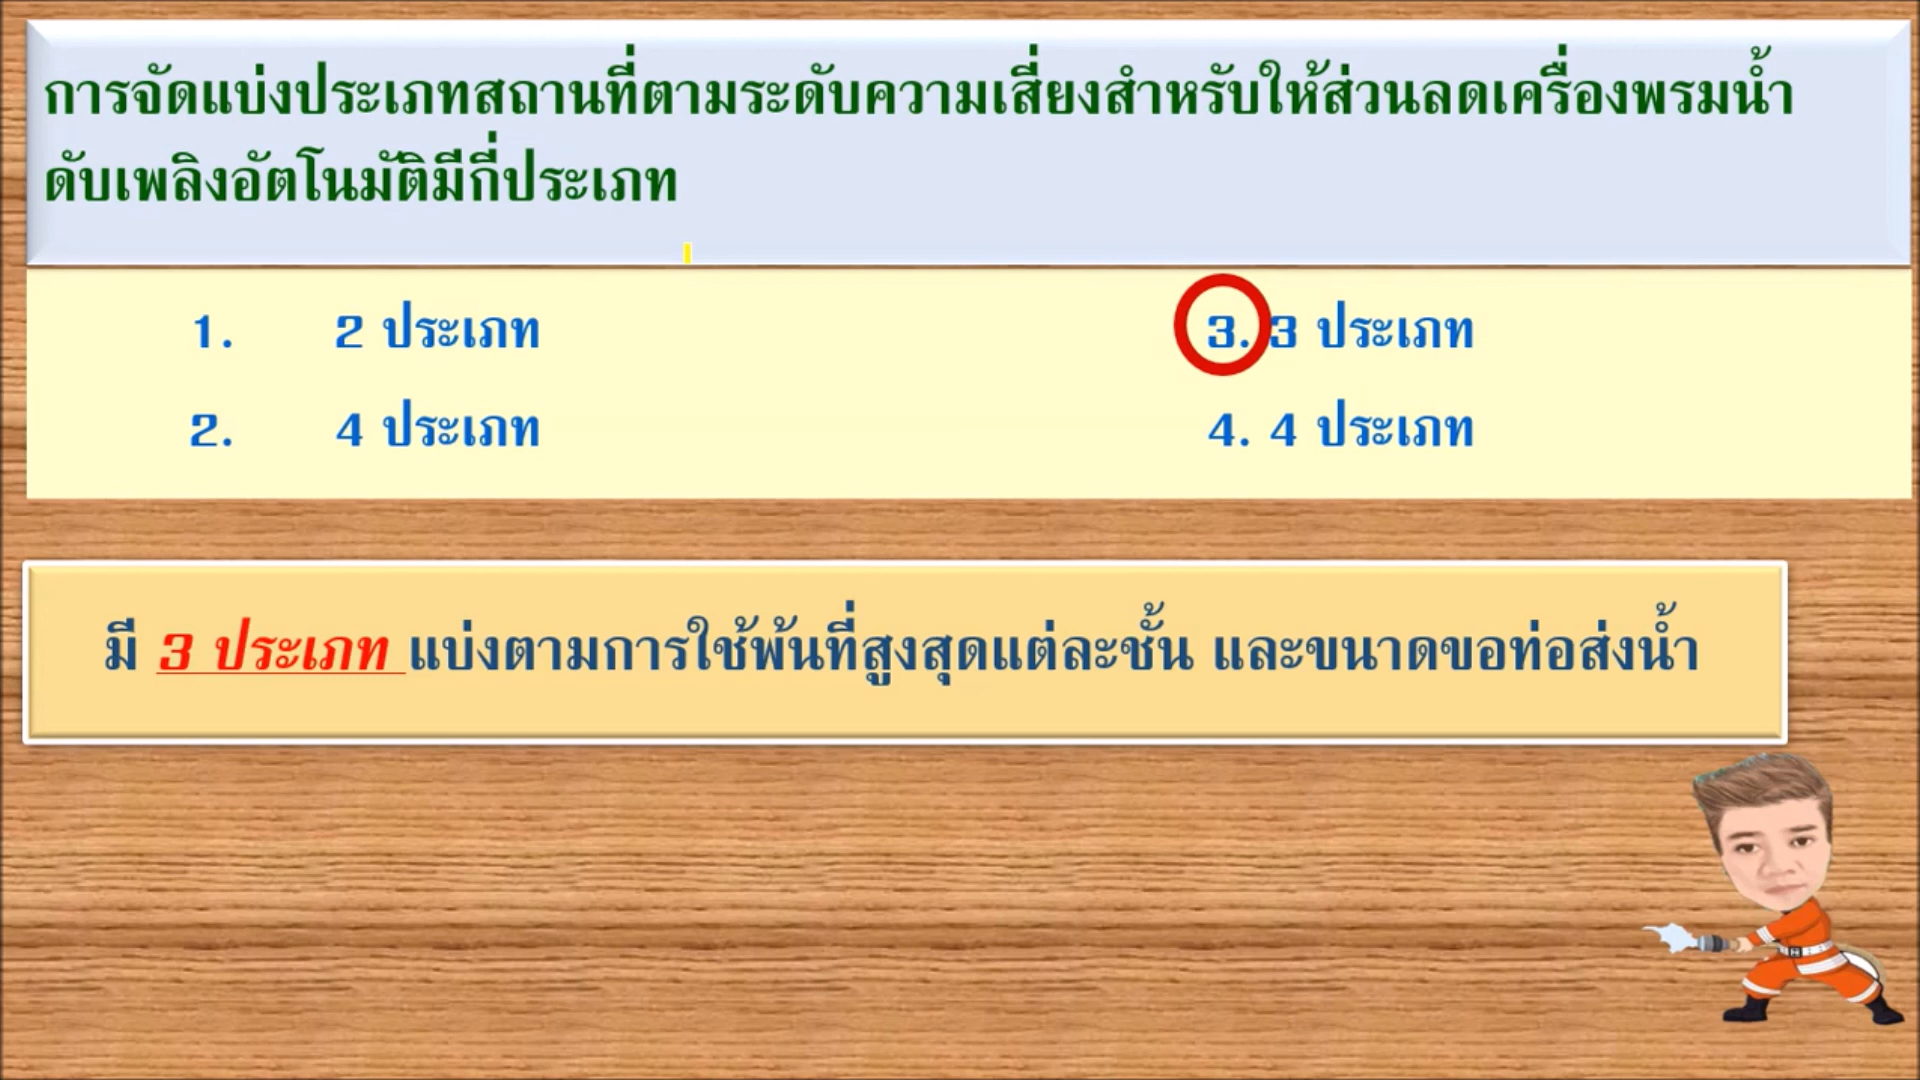 การจัดแบ่งประเภทสถานที่ตามระดับความเสี่ยงสำหรับให้ส่วนลดเครื่องพรมน้ำ
ดับเพลิงอัตโนมัติมีกี่ประเภท
1. 2 ประเภท
3. 3 ประเภท
2. 4 ประเภท
4. 4 ประเภท
มี 3 ประเภท แบ่งตามการใช้พ้นที่สูงสุดแต่ละชั้น และขนาดขอท่อส่งน้ำ